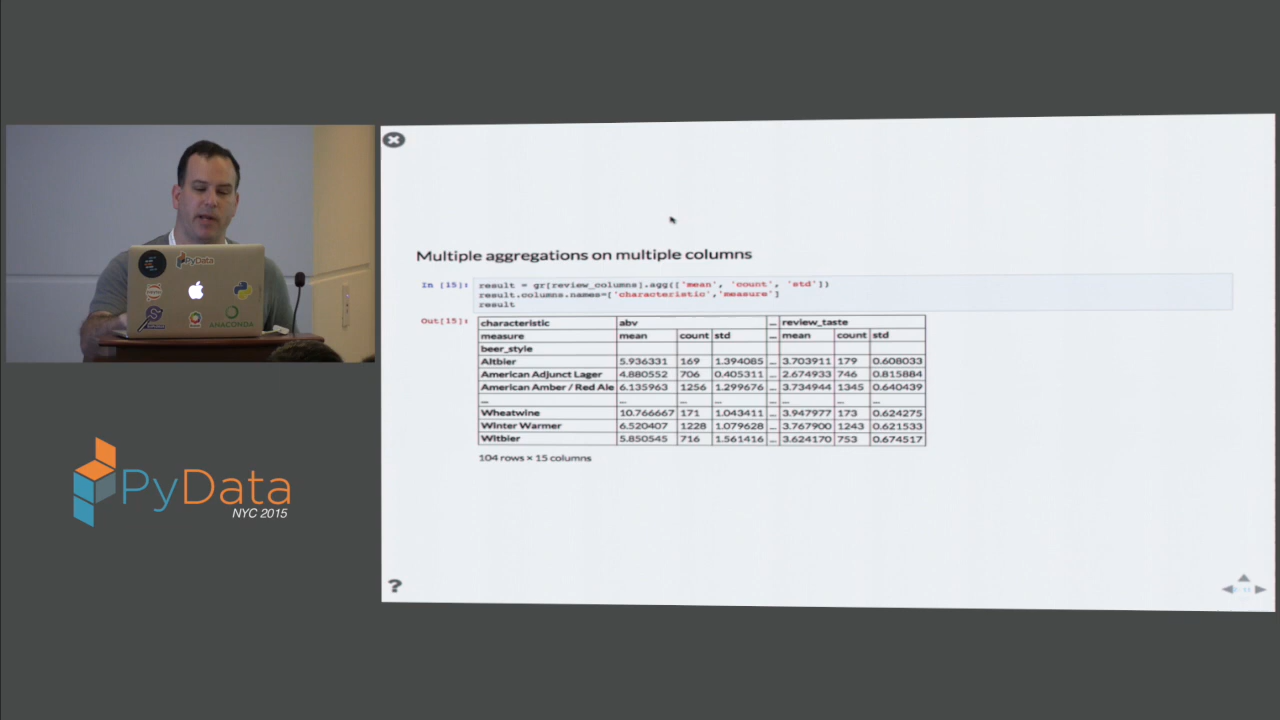 Multiple aggregations on multiple columns
In [15]: result = gr[review_columns].agg(['mean', 'count', 'std'])
result.columns.names=['characteristic','measure']
result
Out[15]:
characteristic abv … review_taste
measure mean count std … mean count std
beer_style
Altbier 5.936331 169 1.394085 … 3.703911 179 0.608033
American Adjunct Lager 4.880552 706 0.405311 … 2.674933 746 0.815884
American Amber / Red Ale 6.135963 1256 1.299676 … 3.734944 1345 0.640439
… … … … … … … …
Wheatwine 10.766667 171 1.043411 … 3.947977 173 0.624275
Winter Warmer 6.520407 1228 1.079628 … 3.767900 1243 0.621533
Witbier 5.850545 716 1.561416 … 3.624170 753 0.674517
104 rows × 15 columns
?
PyData
ANACONDA
PyData
NYC 2015